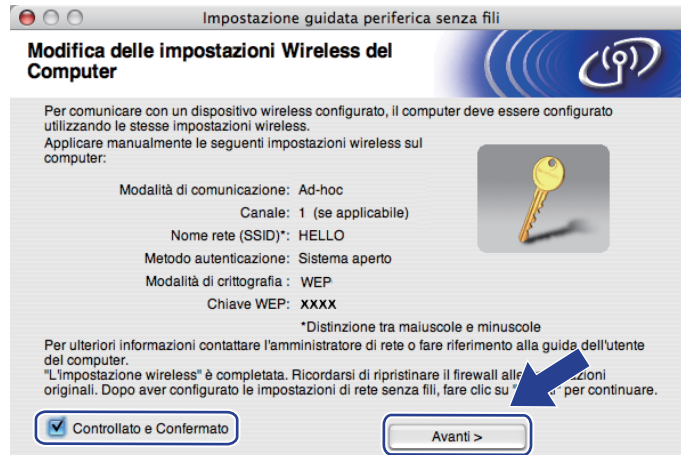 Impostazione guidata periferica senza fili
Modifica delle impostazioni Wireless del
Computer
Per comunicare con un dispositivo wireless configurato, il computer deve essere configurato
utilizzando le stesse impostazioni wireless.
Applicare manualmente le seguenti impostazioni wireless sul
computer:
Modalità di comunicazione: Ad-hoc
Canale: 1 (se applicabile)
Nome rete (SSID)*: HELLO
Metodo autenticazione: Sistema aperto
Modalità di crittografia : WEP
Chiave WEP: XXXX
*Distinzione tra maiuscole e minuscole
Per ulteriori informazioni contattare l'amministratore di rete o fare riferimento alla guida dell'utente
del computer.
"L'impostazione wireless" è completata. Ricordarsi di ripristinare il firewall alle
originali. Dopo aver configurato le impostazioni di rete senza fili, fare clic su " per continuare.
Controllato e Confermato
Avanti >